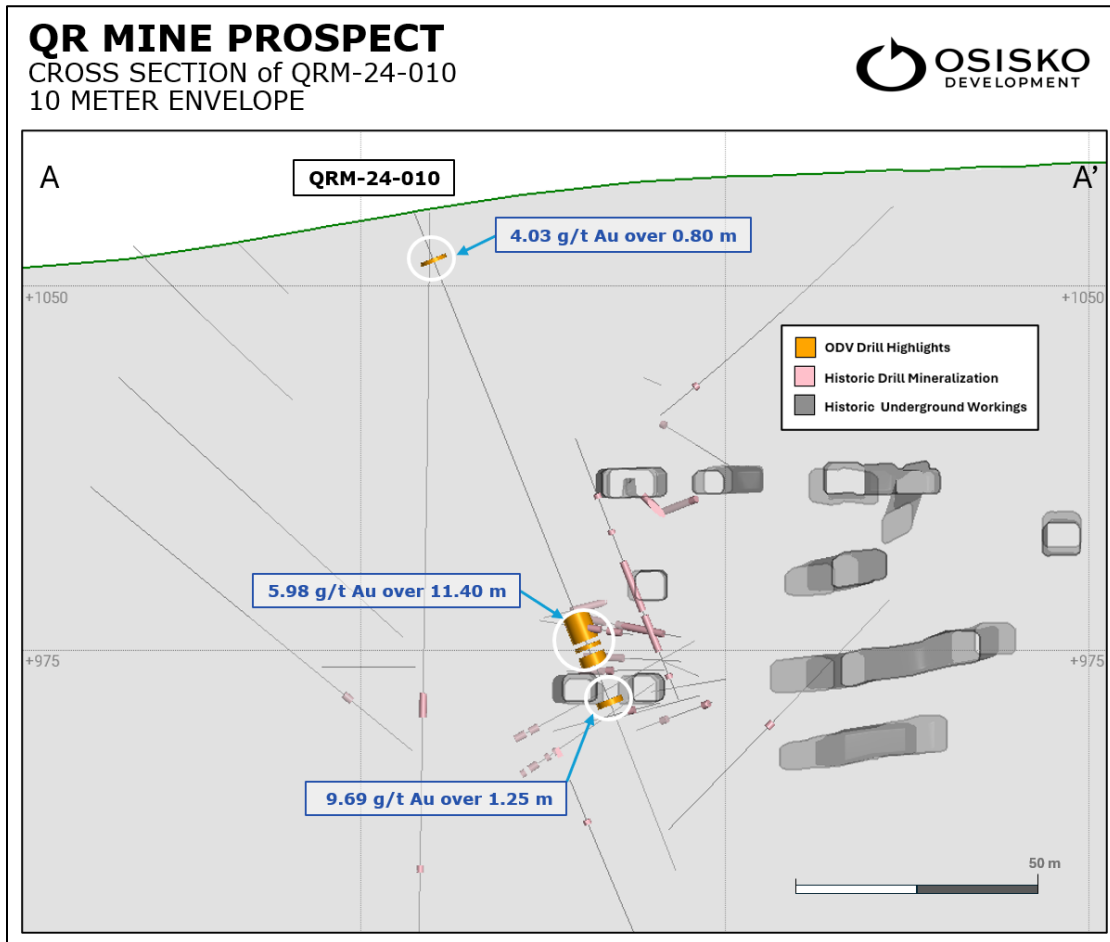 QR MINE PROSPECT
CROSS SECTION of QRM-24-010
10 METER ENVELOPE
OSISKO
DEVELOPMENT
A
A'
QRM-24-010
4.03 g/t Au over 0.80 m
+1050
+1050
ODV Drill Highlights
Historic Drill Mineralization
Historic Underground Workings
5.98 g/t Au over 11.40 m
+975
+975
9.69 g/t Au over 1.25 m
50 m